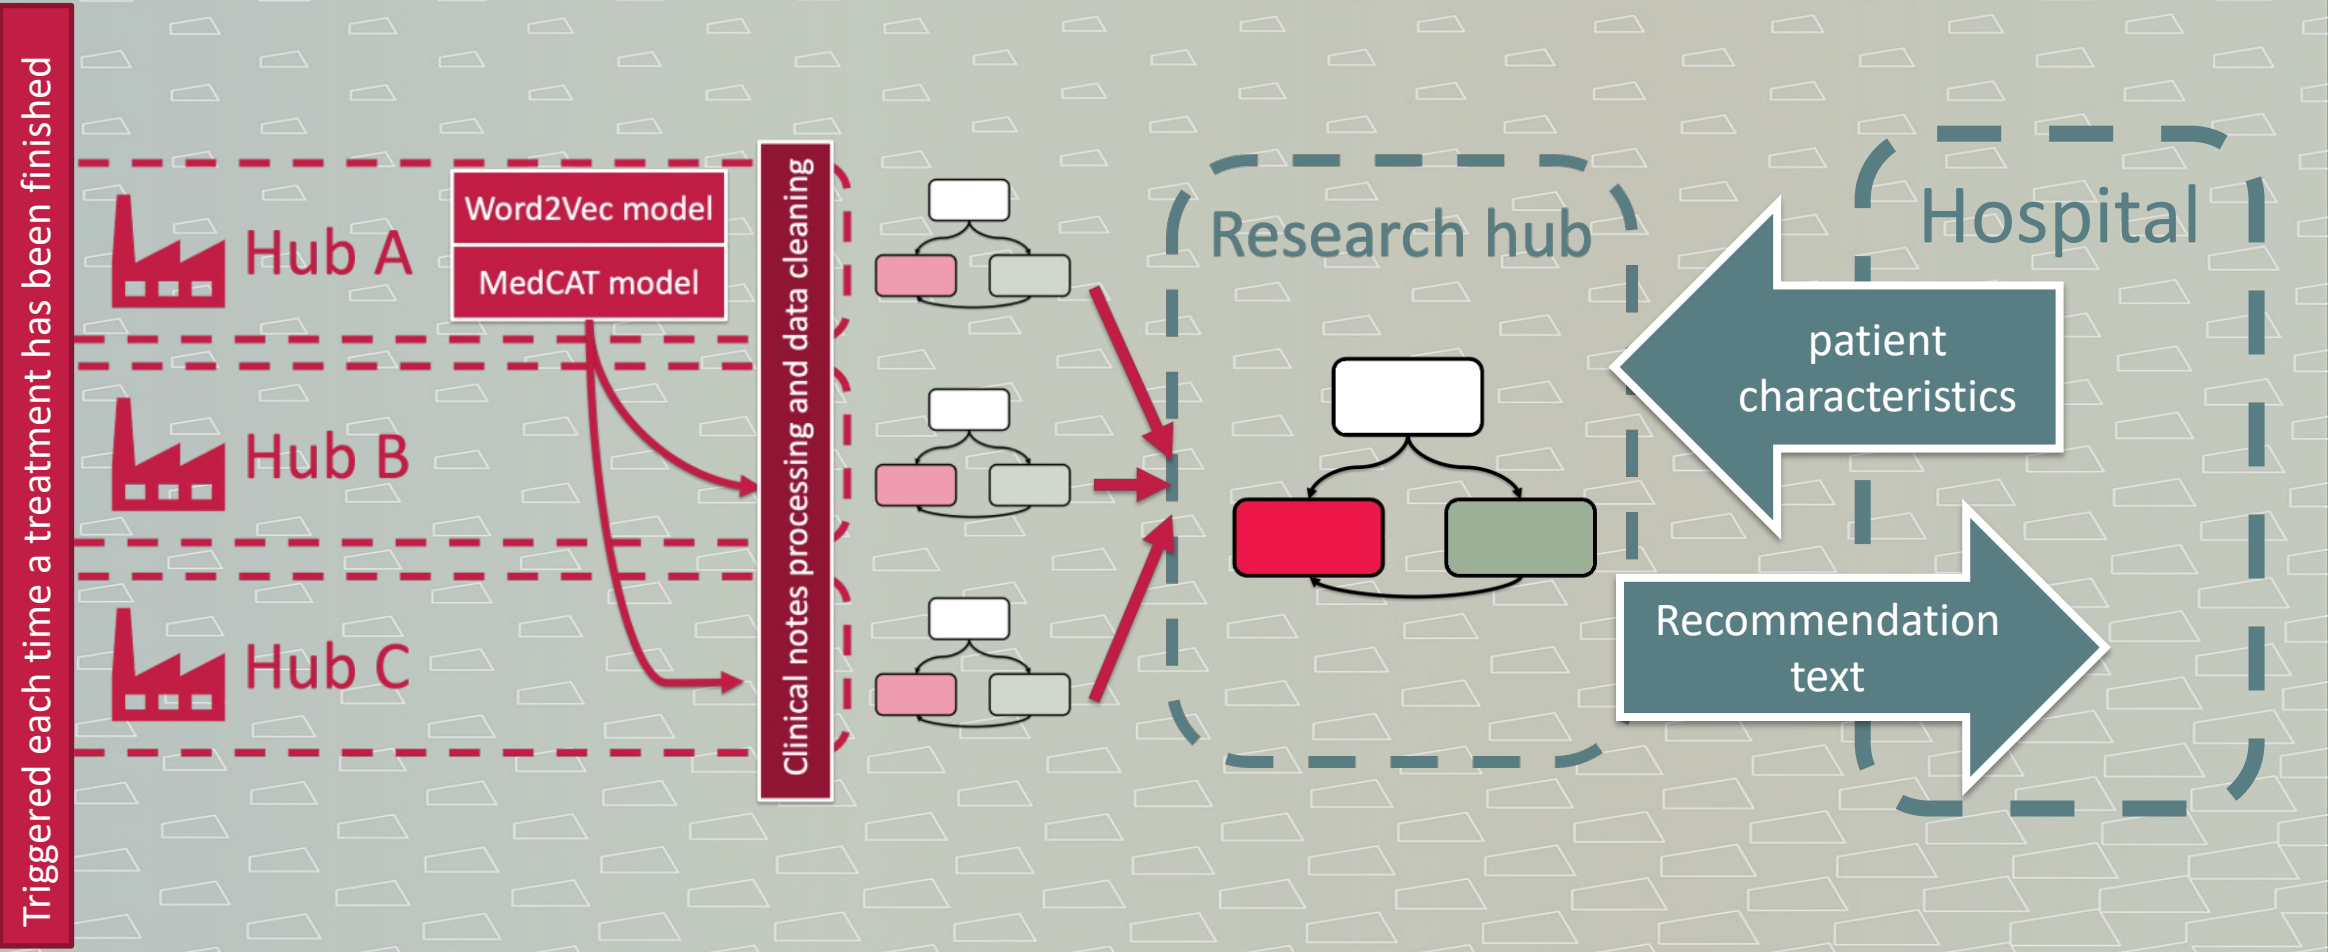 Triggered each time a treatment has been finished
Hub A
Word2Vec model
MedCAT model
Hub B
Hub C
Clinical notes processing and data cleaning
Research hub
Hospital
patient
characteristics
Recommendation
text